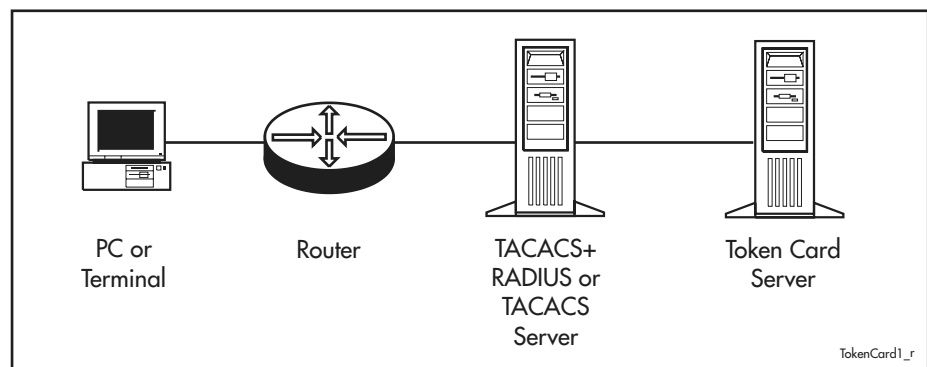 PC or
Terminal
Router
TACACS+
RADIUS or
TACACS
Server
Token Card
Server
TokenCard1_r